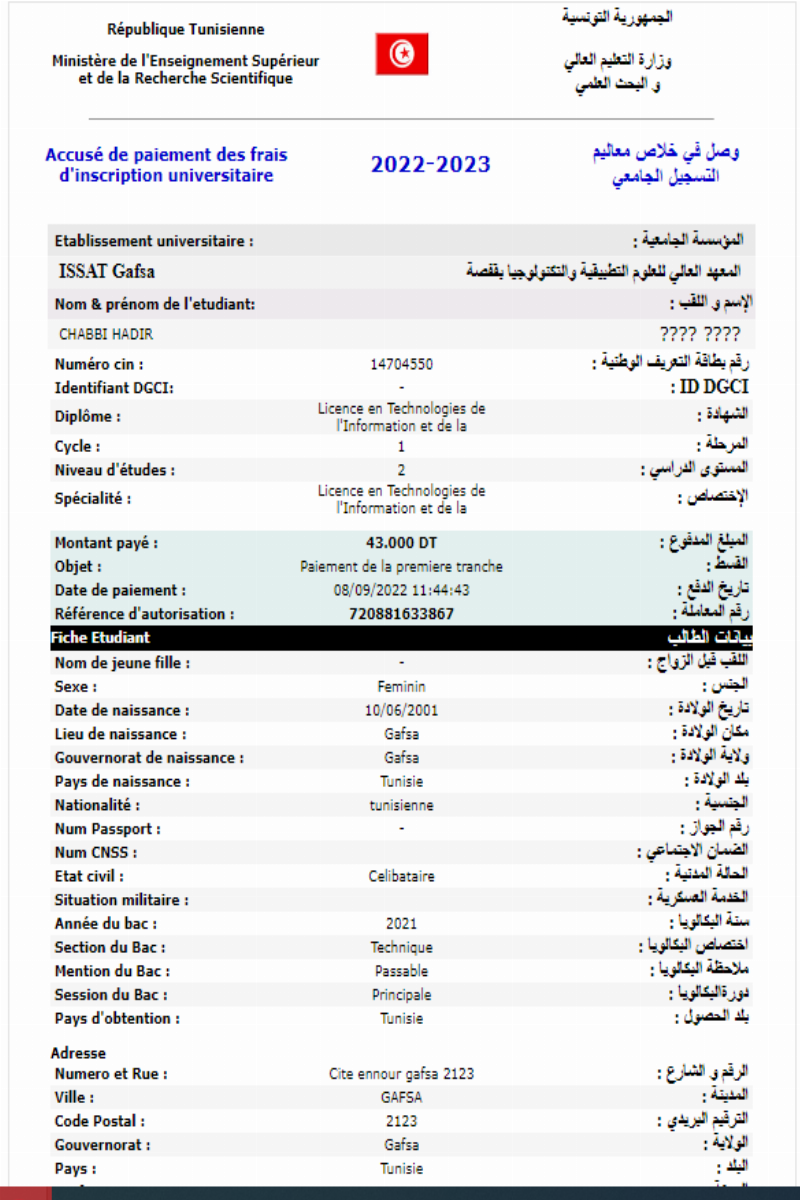 République Tunisienne
الجمهورية التونسية
Ministère de l'Enseignement Supérieur
et de la Recherche Scientifique
وزارة التعليم العالي
و البحث العلمي
Accusé de paiement des frais
d'inscription universitaire
2022-2023
وصل في خلاص معاليم
التسجيل الجامعي
Etablissement universitaire : المؤسسة الجامعية :
ISSAT Gafsa المعهد العالي للعلوم التطبيقية والتكنولوجيا بقفصة
Nom & prénom de l'etudiant: الإسم و اللقب :
CHABBI HADIR ???? ????
Numéro cin : 14704550 رقم بطاقة التعريف الوطنية :
Identifiant DGCI: - ID DGCI :
Diplôme : Licence en Technologies de الشهادة :
l'Information et de la
Cycle : 1 المرحلة :
Niveau d'études : 2 المستوى الدراسي :
Spécialité : Licence en Technologies de الإختصاص :
l'Information et de la
Montant payé : 43.000 DT المبلغ المدفوع :
Objet : Paiement de la premiere tranche القسط :
Date de paiement : 08/09/2022 11:44:43 تاريخ الدفع :
Référence d'autorisation : 720881633867 رقم المعاملة :
Fiche Etudiant بيانات الطالب
Nom de jeune fille : - اللقب قبل الزواج :
Sexe : Feminin الجنس :
Date de naissance : 10/06/2001 تاريخ الولادة :
Lieu de naissance : Gafsa مكان الولادة :
Gouvernorat de naissance : Gafsa ولاية الولادة :
Pays de naissance : Tunisie بلد الولادة :
Nationalité : tunisienne الجنسية :
Num Passport : - رقم الجواز :
Num CNSS : الضمان الاجتماعي :
Etat civil : Celibataire الحالة المدنية :
Situation militaire : الخدمة العسكرية :
Année du bac : 2021 سنة البكالويا :
Section du Bac : Technique اختصاص البكالويا :
Mention du Bac : Passable ملاحظة البكالويا :
Session du Bac : Principale دورةالبكالويا :
Pays d'obtention : Tunisie بلد الحصول :
Adresse
Numero et Rue : Cite ennour gafsa 2123 الرقم و الشارع :
Ville : GAFSA المدينة :
Code Postal : 2123 الترقيم البريدي :
Gouvernorat : Gafsa الولاية :
Pays : Tunisie البلد :